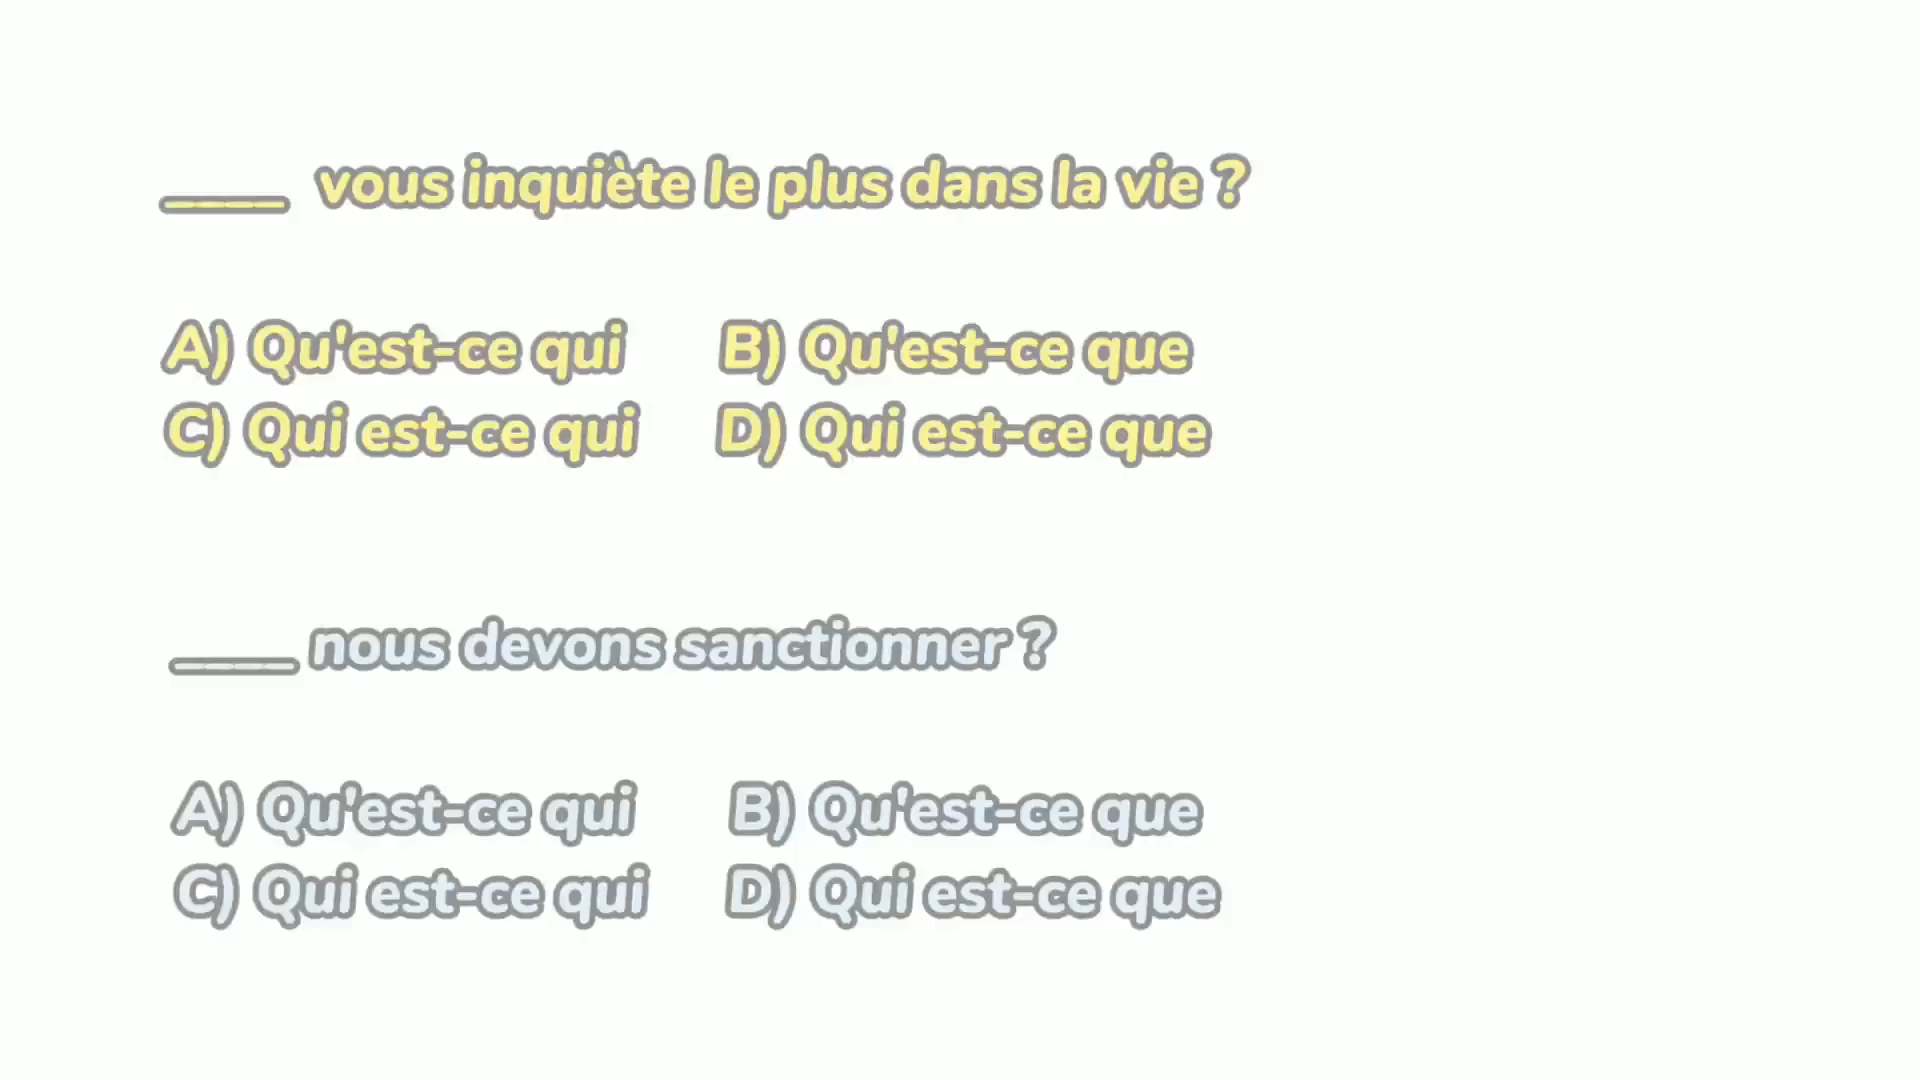 ____ vous inquiète le plus dans la vie ?
A) Qu'est-ce qui B) Qu'est-ce que
C) Qui est-ce qui D) Qui est-ce que
____ nous devons sanctionner ?
A) Qu'est-ce qui B) Qu'est-ce que
C) Qui est-ce qui D) Qui est-ce que